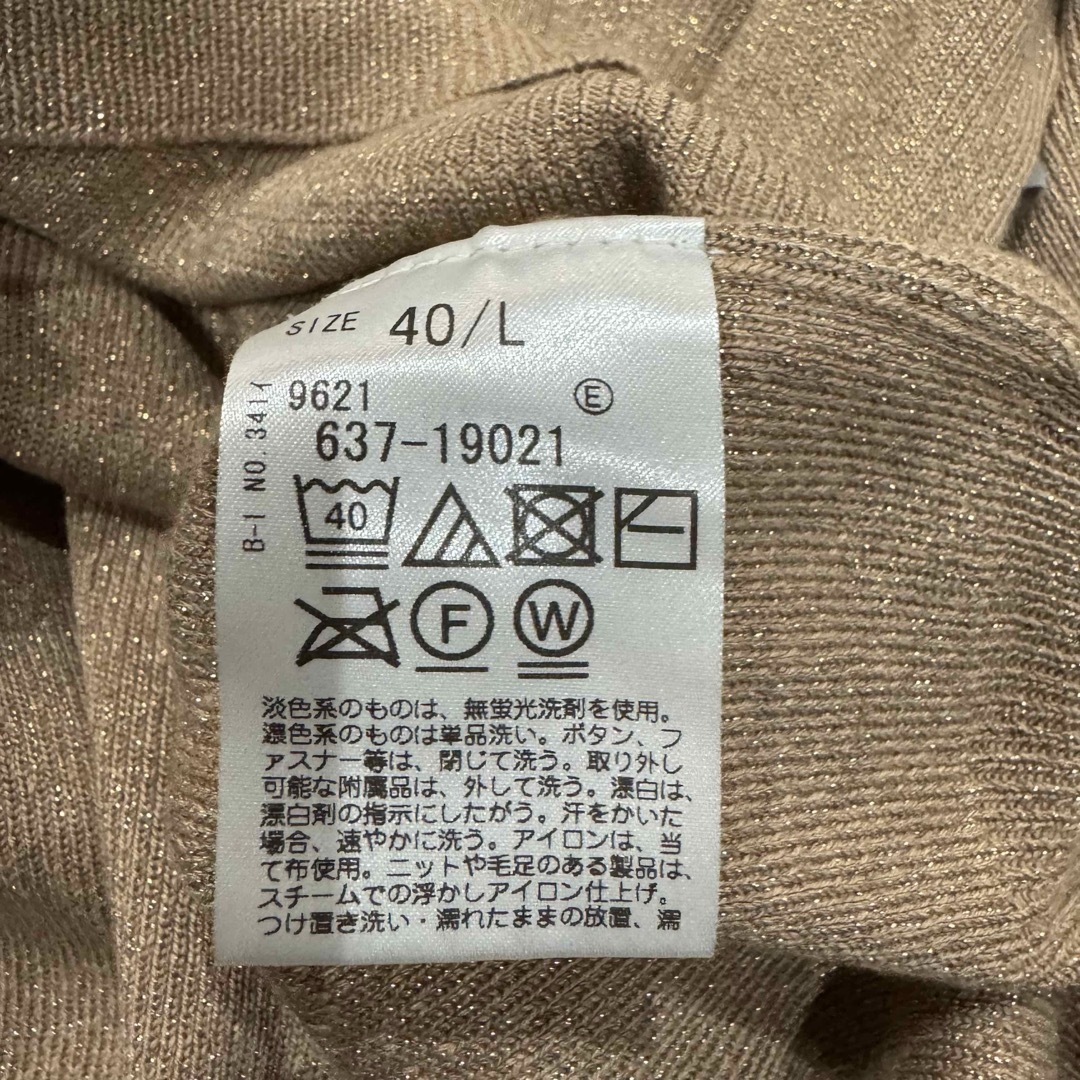 SIZE 40/L
9621 Ⓔ
637-19021
B-1 NO.3411
40
F W
淡色系のものは、無蛍光洗剤を使用。
濃色系のものは単品洗い。ボタン、フ
ァスナー等は、閉じて洗う。取り外し
可能な附属品は、外して洗う。漂白は、
漂白剤の指示にしたがう。汗をかいた
場合、速やかに洗う。アイロンは、当
て布使用。ニットや毛足のある製品は、
スチームでの浮かしアイロン仕上げ。
つけ置き洗い・濡れたままの放置、濡